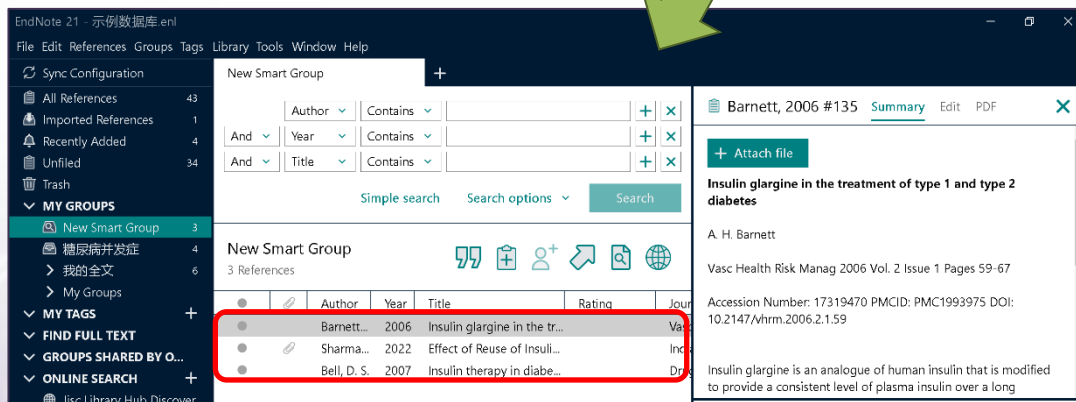 EndNote 21 - 示例数据库.enl
File Edit References Groups Tags Library Tools Window Help
Sync Configuration
All References 43
Imported References 1
Recently Added 4
Unfiled 34
Trash
MY GROUPS
New Smart Group 3
糖尿病并发症 4
我的全文 6
My Groups
MY TAGS +
FIND FULL TEXT
GROUPS SHARED BY O...
ONLINE SEARCH +
Jisc Library Hub Discover
New Smart Group +
Author Contains + ×
And Year Contains + ×
And Title Contains + ×
Simple search Search options Search
New Smart Group
3 References
Author Year Title Rating Jour
Barnett... 2006 Insulin glargine in the tr... Vasc
Sharma... 2022 Effect of Reuse of Insuli... India
Bell, D. S. 2007 Insulin therapy in diabe... Drug
Barnett, 2006 #135 Summary Edit PDF
+ Attach file
Insulin glargine in the treatment of type 1 and type 2
diabetes
A. H. Barnett
Vasc Health Risk Manag 2006 Vol. 2 Issue 1 Pages 59-67
Accession Number: 17319470 PMCID: PMC1993975 DOI:
10.2147/vhrm.2006.2.1.59
Insulin glargine is an analogue of human insulin that is modified
to provide a consistent level of plasma insulin over a long